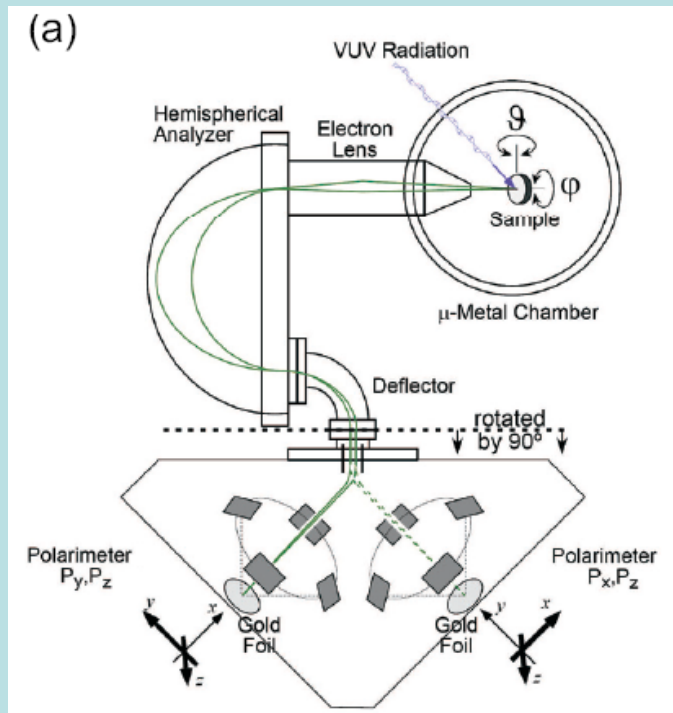 (a)
VUV Radiation
Hemispherical
Analyzer
Electron
Lens
ϑ
φ
Sample
μ-Metal Chamber
Deflector
rotated
by 90º
Polarimeter
Py,Pz
Polarimeter
Px,Pz
y
x
z
Gold
Foil
Gold
Foil
y
x
z